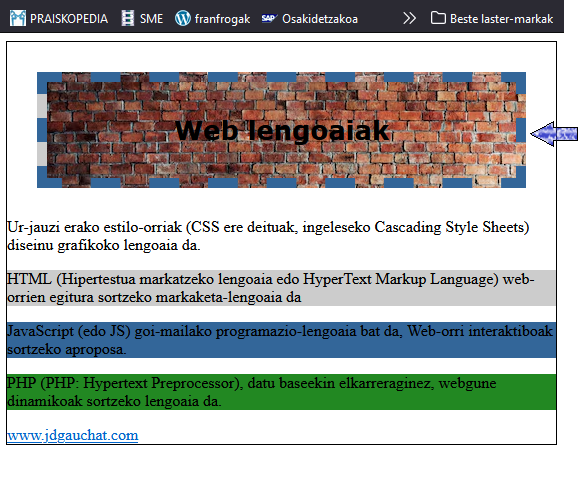 PRAISKOPEDIA SME franfrogak SAP Osakidetzakoa >> Beste laster-markak
Web lengoaiak
Ur-jauzi erako estilo-orriak (CSS ere deituak, ingeleseko Cascading Style Sheets)
diseinu grafikoko lengoaia da.
HTML (Hipertestua markatzeko lengoaia edo HyperText Markup Language) web-
orrien egitura sortzeko markaketa-lengoaia da
JavaScript (edo JS) goi-mailako programazio-lengoaia bat da, Web-orri interaktiboak
sortzeko aproposa.
PHP (PHP: Hypertext Preprocessor), datu baseekin elkarreraginez, webgune
dinamikoak sortzeko lengoaia da.
www.jdgauchat.com